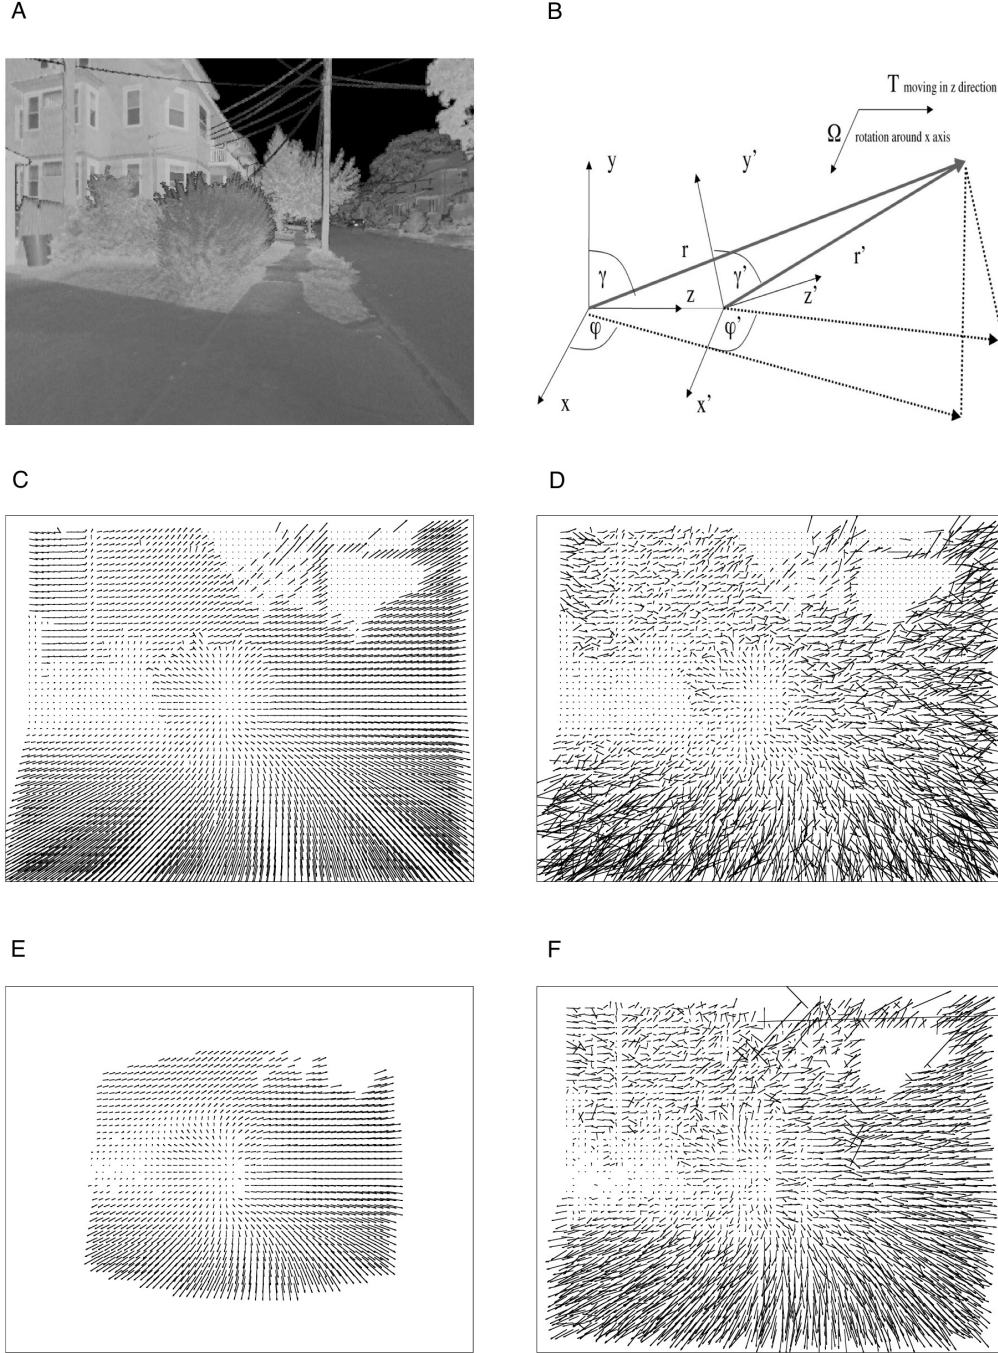 A
B
T moving in z direction
Ω rotation around x axis
y
y'
r
r'
γ
γ'
z
z'
φ
φ'
x
x'
C
D
E
F